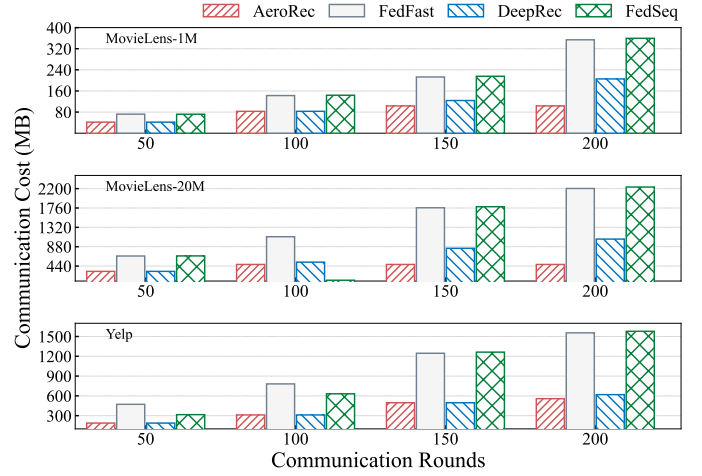 AeroRec FedFast DeepRec FedSeq
Communication Cost (MB)
MovieLens-1M
400
320
240
160
80
50 100 150 200
MovieLens-20M
2200
1760
1320
880
440
50 100 150 200
Yelp
1500
1200
900
600
300
50 100 150 200
Communication Rounds